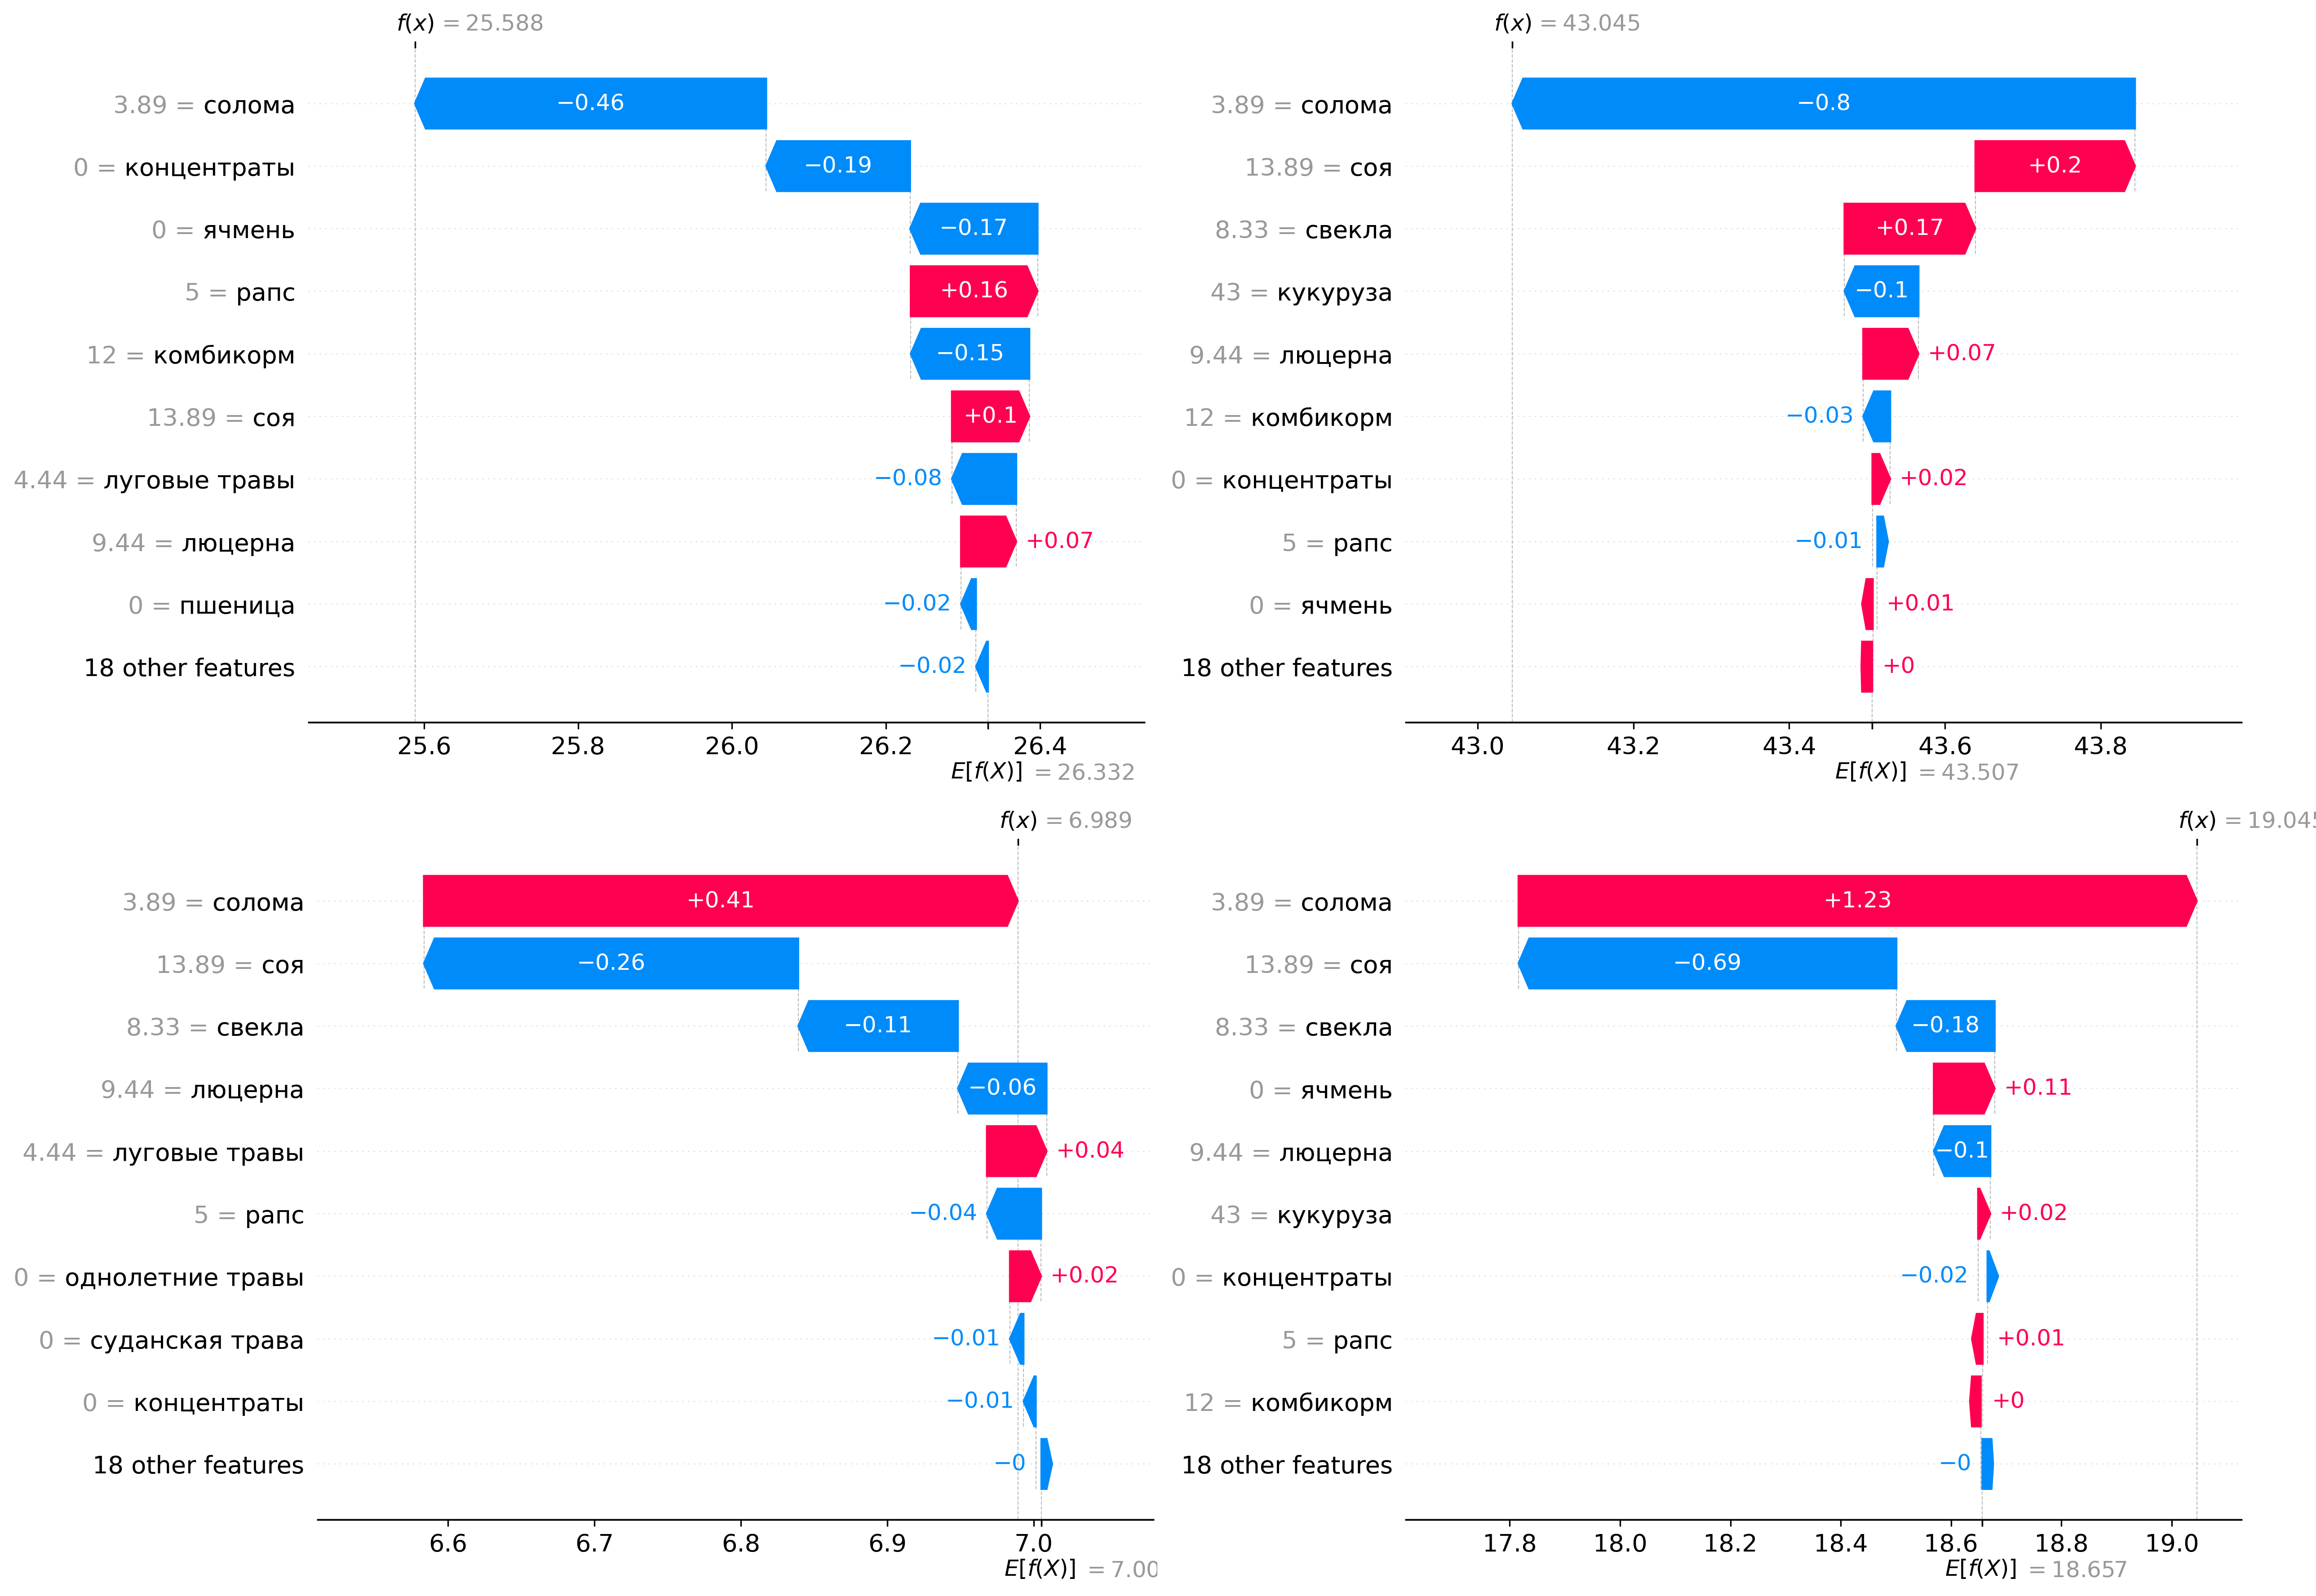 f(x) = 25.588
3.89 = солома
−0.46
0 = концентраты
−0.19
0 = ячмень
−0.17
5 = рапс
+0.16
12 = комбикорм
−0.15
13.89 = соя
+0.1
4.44 = луговые травы
−0.08
9.44 = люцерна
+0.07
0 = пшеница
−0.02
18 other features
−0.02
25.6 25.8 26.0 26.2 26.4
E[f(X)] = 26.332
f(x) = 43.045
3.89 = солома
−0.8
13.89 = соя
+0.2
8.33 = свекла
+0.17
43 = кукуруза
−0.1
9.44 = люцерна
+0.07
12 = комбикорм
−0.03
0 = концентраты
+0.02
5 = рапс
−0.01
0 = ячмень
+0.01
18 other features
+0
43.0 43.2 43.4 43.6 43.8
E[f(X)] = 43.507
f(x) = 6.989
3.89 = солома
+0.41
13.89 = соя
−0.26
8.33 = свекла
−0.11
9.44 = люцерна
−0.06
4.44 = луговые травы
+0.04
5 = рапс
−0.04
0 = однолетние травы
+0.02
0 = суданская трава
−0.01
0 = концентраты
−0.01
18 other features
−0
6.6 6.7 6.8 6.9 7.0
E[f(X)] = 7.00
f(x) = 19.045
3.89 = солома
+1.23
13.89 = соя
−0.69
8.33 = свекла
−0.18
0 = ячмень
+0.11
9.44 = люцерна
−0.1
43 = кукуруза
+0.02
0 = концентраты
−0.02
5 = рапс
+0.01
12 = комбикорм
+0
18 other features
−0
17.8 18.0 18.2 18.4 18.6 18.8 19.0
E[f(X)] = 18.657